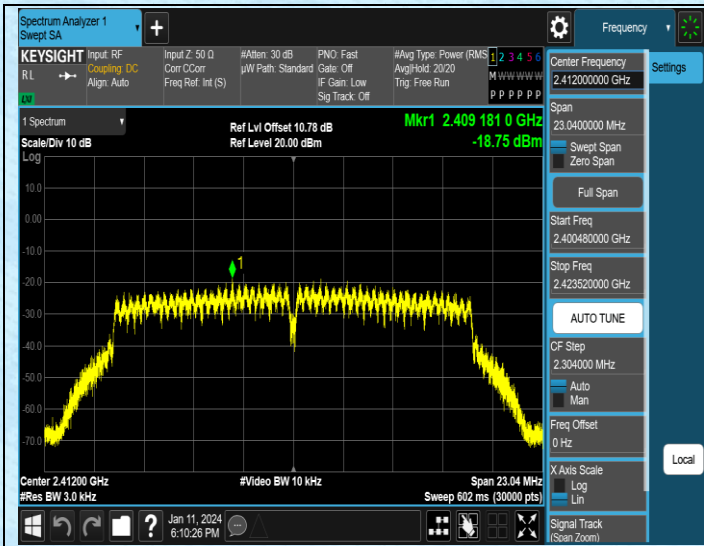 Spectrum Analyzer 1
Swept SA
+
Frequency
KEYSIGHT
RL
LXI
Input: RF
Coupling: DC
Align: Auto
Input Z: 50 Ω
Corr CCorr
Freq Ref: Int (S)
#Atten: 30 dB
µW Path: Standard
PNO: Fast
Gate: Off
IF Gain: Low
Sig Track: Off
#Avg Type: Power (RMS
Avg|Hold: 20/20
Trig: Free Run
1 2 3 4 5 6
M W W W W W
P P P P P P
1 Spectrum
Scale/Div 10 dB
Log
Ref Lvl Offset 10.78 dB
Ref Level 20.00 dBm
Mkr1 2.409 181 0 GHz
-18.75 dBm
10.0
0.00
-10.0
-20.0
-30.0
-40.0
-50.0
-60.0
-70.0
1
Center 2.41200 GHz
#Res BW 3.0 kHz
#Video BW 10 kHz
Span 23.04 MHz
Sweep 602 ms (30000 pts)
Jan 11, 2024
6:10:26 PM
?
Center Frequency
2.412000000 GHz
Span
23.0400000 MHz
Swept Span
Zero Span
Full Span
Start Freq
2.400480000 GHz
Stop Freq
2.423520000 GHz
AUTO TUNE
CF Step
2.304000 MHz
Auto
Man
Freq Offset
0 Hz
X Axis Scale
Log
Lin
Signal Track
(Span Zoom)
Settings
Local